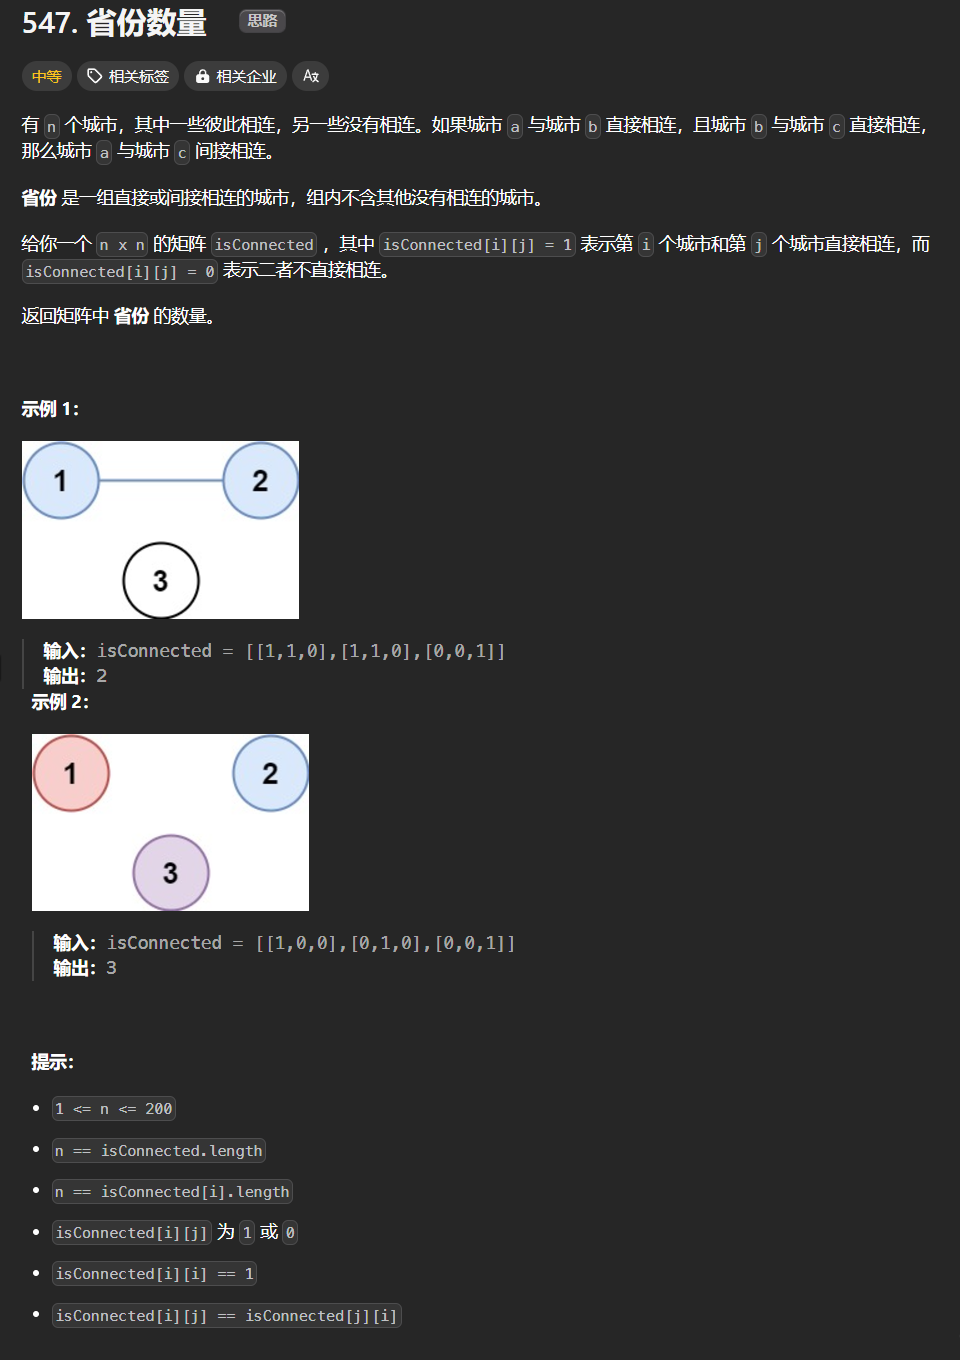 547. 省份数量 思路
中等 相关标签 相关企业 Aあ
有 n 个城市，其中一些彼此相连，另一些没有相连。如果城市 a 与城市 b 直接相连，且城市 b 与城市 c 直接相连，
那么城市 a 与城市 c 间接相连。
省份 是一组直接或间接相连的城市，组内不含其他没有相连的城市。
给你一个 n x n 的矩阵 isConnected ，其中 isConnected[i][j] = 1 表示第 i 个城市和第 j 个城市直接相连，而
isConnected[i][j] = 0 表示二者不直接相连。
返回矩阵中 省份 的数量。
示例 1：
1 2
3
输入：isConnected = [[1,1,0],[1,1,0],[0,0,1]]
输出：2
示例 2：
1 2
3
输入：isConnected = [[1,0,0],[0,1,0],[0,0,1]]
输出：3
提示：
• 1 <= n <= 200
• n == isConnected.length
• n == isConnected[i].length
• isConnected[i][j] 为 1 或 0
• isConnected[i][i] == 1
• isConnected[i][j] == isConnected[j][i]